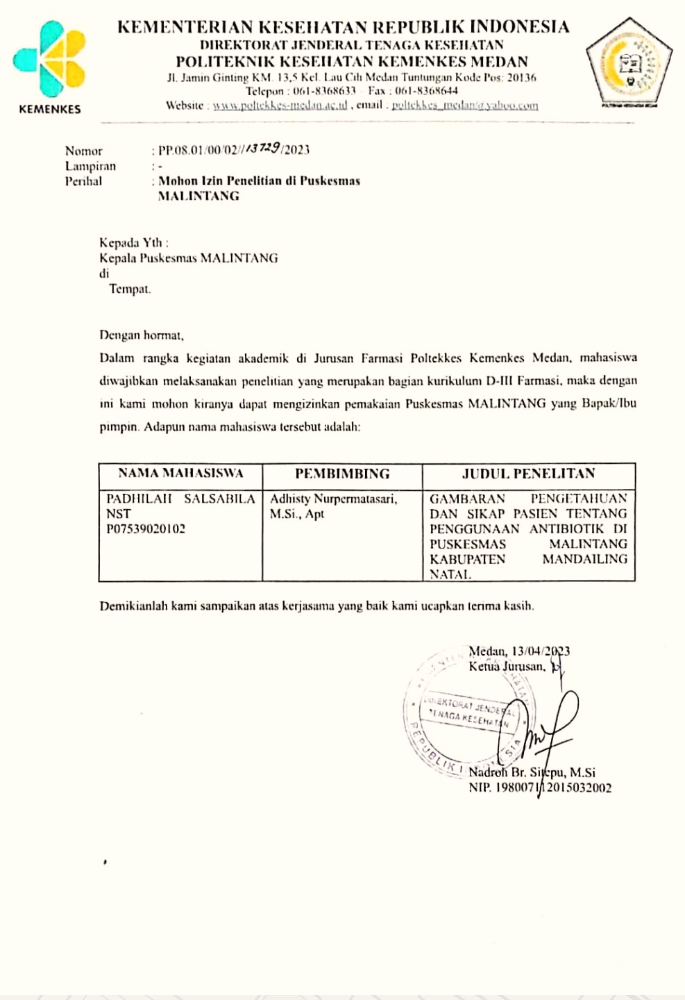 KEMENTERIAN KESEHATAN REPUBLIK INDONESIA
DIREKTORAT JENDERAL TENAGA KESEHATAN
POLITEKNIK KESEHATAN KEMENKES MEDAN
Jl. Jamin Ginting KM. 13,5 Kel. Lau Cih Medan Tuntungan Kode Pos: 20136
Telepon : 061-8368633 Fax : 061-8368644
Website : www.poltekkes-medan.ac.id , email : poltekkes_medan@yahoo.com
KEMENKES
POLITEKNIK KESEHATAN MEDAN
Nomor : PP.08.01/00/02//13729/2023
Lampiran : -
Perihal : Mohon Izin Penelitian di Puskesmas
MALINTANG
Kepada Yth :
Kepala Puskesmas MALINTANG
di
Tempat.
Dengan hormat,
Dalam rangka kegiatan akademik di Jurusan Farmasi Poltekkes Kemenkes Medan, mahasiswa
diwajibkan melaksanakan penelitian yang merupakan bagian kurikulum D-III Farmasi, maka dengan
ini kami mohon kiranya dapat mengizinkan pemakaian Puskesmas MALINTANG yang Bapak/Ibu
pimpin. Adapun nama mahasiswa tersebut adalah:
NAMA MAHASISWA PEMBIMBING JUDUL PENELITAN
PADHILAH SALSABILA
NST
P07539020102
Adhisty Nurpermatasari,
M.Si., Apt
GAMBARAN PENGETAHUAN
DAN SIKAP PASIEN TENTANG
PENGGUNAAN ANTIBIOTIK DI
PUSKESMAS MALINTANG
KABUPATEN MANDAILING
NATAL
Demikianlah kami sampaikan atas kerjasama yang baik kami ucapkan terima kasih.
Medan, 13/04/2023
Ketua Jurusan,
KEMENTERIAN KESEHATAN
DIREKTORAT JENDERAL
TENAGA KESEHATAN
REPUBLIK INDONESIA
Nadroh Br. Sitepu, M.Si
NIP. 198007112015032002